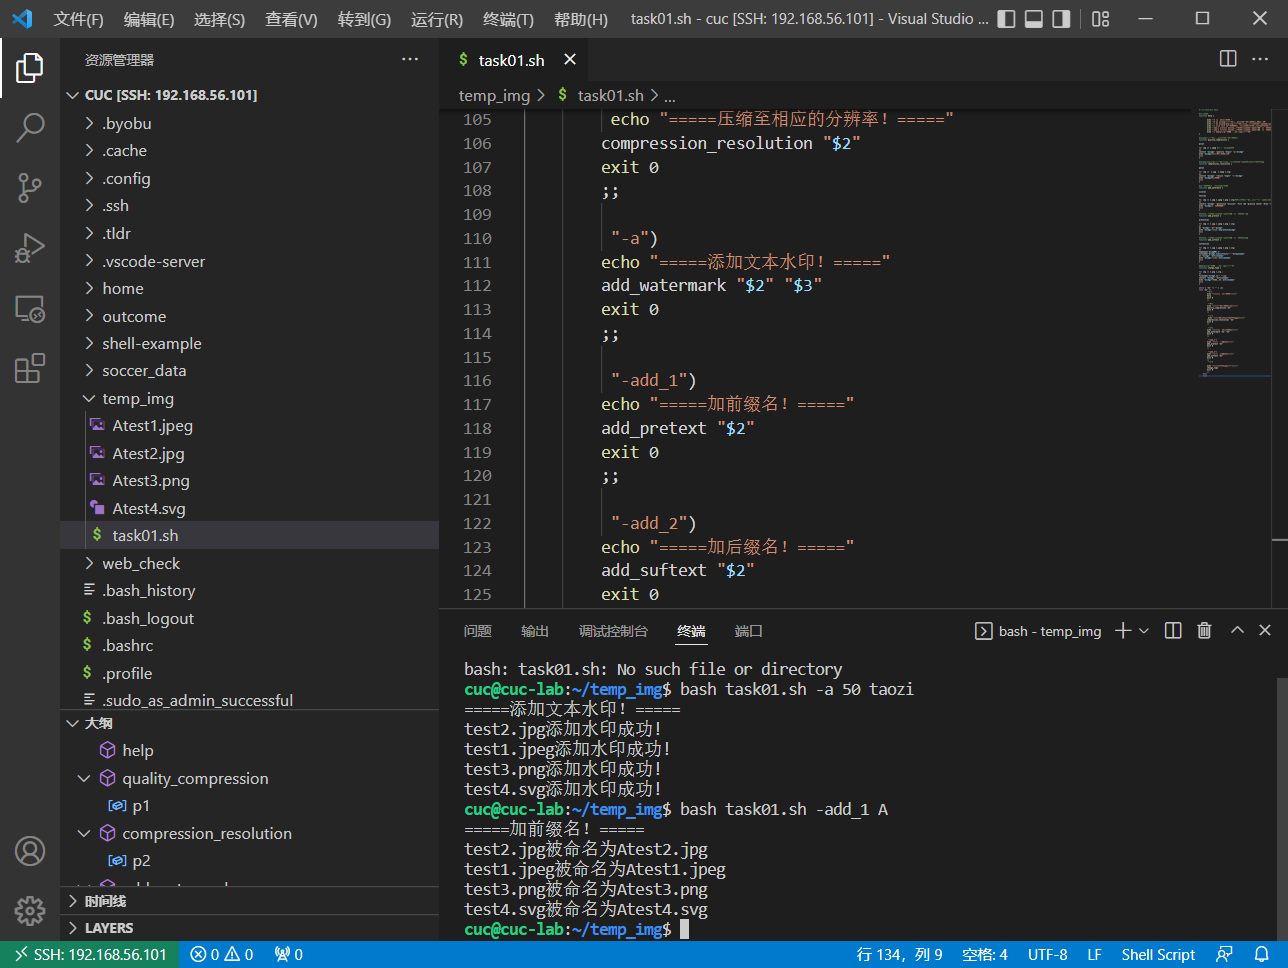 文件(F) 编辑(E) 选择(S) 查看(V) 转到(G) 运行(R) 终端(T) 帮助(H) task01.sh - cuc [SSH: 192.168.56.101] - Visual Studio ...
资源管理器
CUC [SSH: 192.168.56.101]
.byobu
.cache
.config
.ssh
.tldr
.vscode-server
home
outcome
shell-example
soccer_data
temp_img
Atest1.jpeg
Atest2.jpg
Atest3.png
Atest4.svg
$ task01.sh
web_check
.bash_history
$ .bash_logout
$ .bashrc
$ .profile
.sudo_as_admin_successful
大纲
help
quality_compression
p1
compression_resolution
p2
时间线
LAYERS
$ task01.sh
temp_img > $ task01.sh > ...
105 echo "=====压缩至相应的分辨率! ====="
106 compression_resolution "$2"
107 exit 0
108 ;;
109
110 "-a")
111 echo "=====添加文本水印! ====="
112 add_watermark "$2" "$3"
113 exit 0
114 ;;
115
116 "-add_1")
117 echo "=====加前缀名! ====="
118 add_pretext "$2"
119 exit 0
120 ;;
121
122 "-add_2")
123 echo "=====加后缀名! ====="
124 add_suftext "$2"
125 exit 0
问题 输出 调试控制台 终端 端口 bash - temp_img
bash: task01.sh: No such file or directory
cuc@cuc-lab:~/temp_img$ bash task01.sh -a 50 taozi
=====添加文本水印! =====
test2.jpg添加水印成功!
test1.jpeg添加水印成功!
test3.png添加水印成功!
test4.svg添加水印成功!
cuc@cuc-lab:~/temp_img$ bash task01.sh -add_1 A
=====加前缀名! =====
test2.jpg被命名为Atest2.jpg
test1.jpeg被命名为Atest1.jpeg
test3.png被命名为Atest3.png
test4.svg被命名为Atest4.svg
cuc@cuc-lab:~/temp_img$
SSH: 192.168.56.101 0 0 0 行 134, 列 9 空格: 4 UTF-8 LF Shell Script